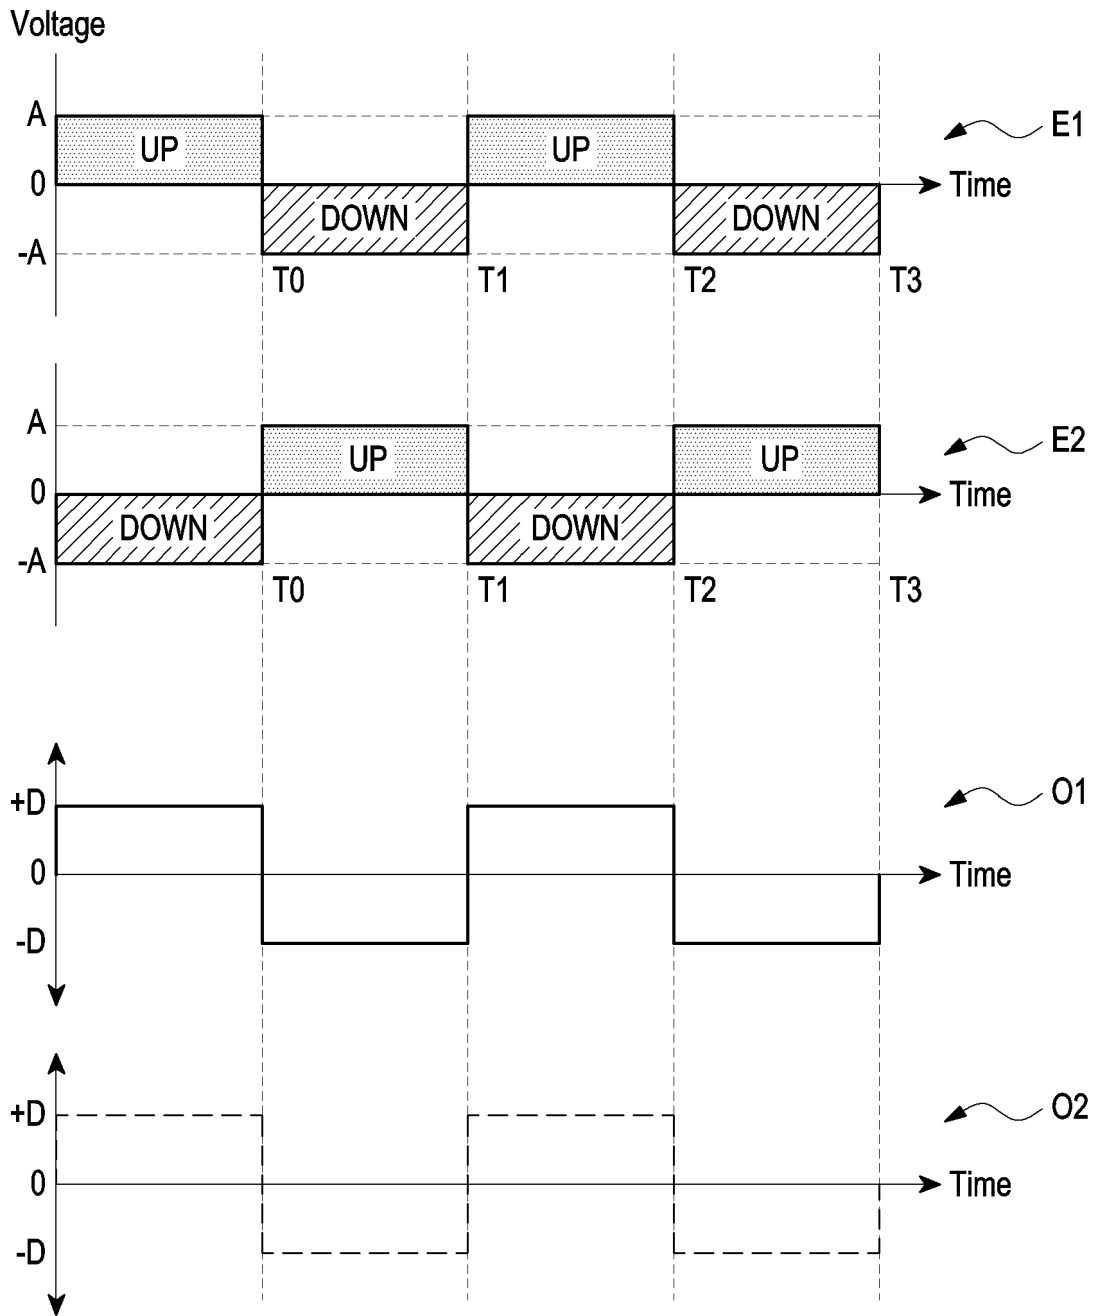 Voltage
A
UP
UP
E1
0
Time
DOWN
DOWN
-A
T0
T1
T2
T3
A
UP
UP
E2
0
Time
DOWN
DOWN
-A
T0
T1
T2
T3
+D
O1
0
Time
-D
+D
O2
0
Time
-D